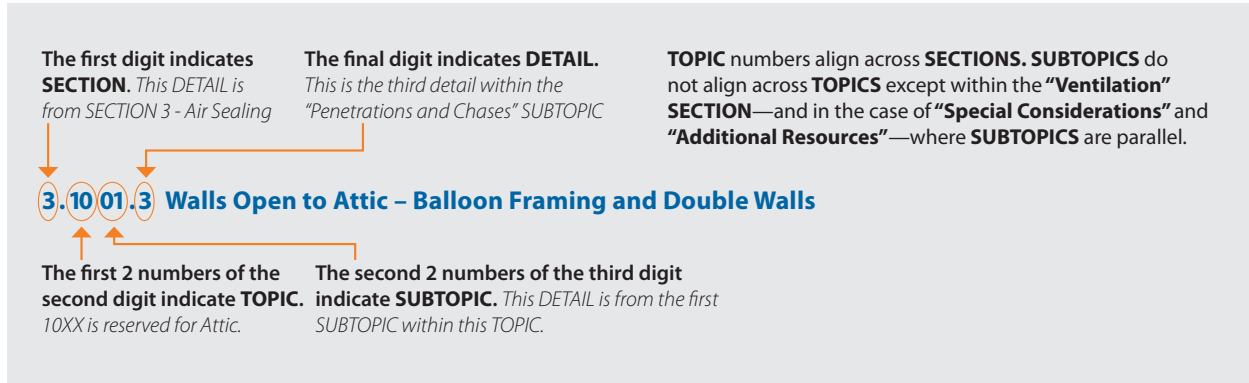 The first digit indicates
SECTION. This DETAIL is
from SECTION 3 - Air Sealing
The final digit indicates DETAIL.
This is the third detail within the
“Penetrations and Chases” SUBTOPIC
TOPIC numbers align across SECTIONS. SUBTOPICS do
not align across TOPICS except within the “Ventilation”
SECTION—and in the case of “Special Considerations” and
“Additional Resources”—where SUBTOPICS are parallel.
3.1001.3 Walls Open to Attic – Balloon Framing and Double Walls
The first 2 numbers of the
second digit indicate TOPIC.
10XX is reserved for Attic.
The second 2 numbers of the third digit
indicate SUBTOPIC. This DETAIL is from the first
SUBTOPIC within this TOPIC.